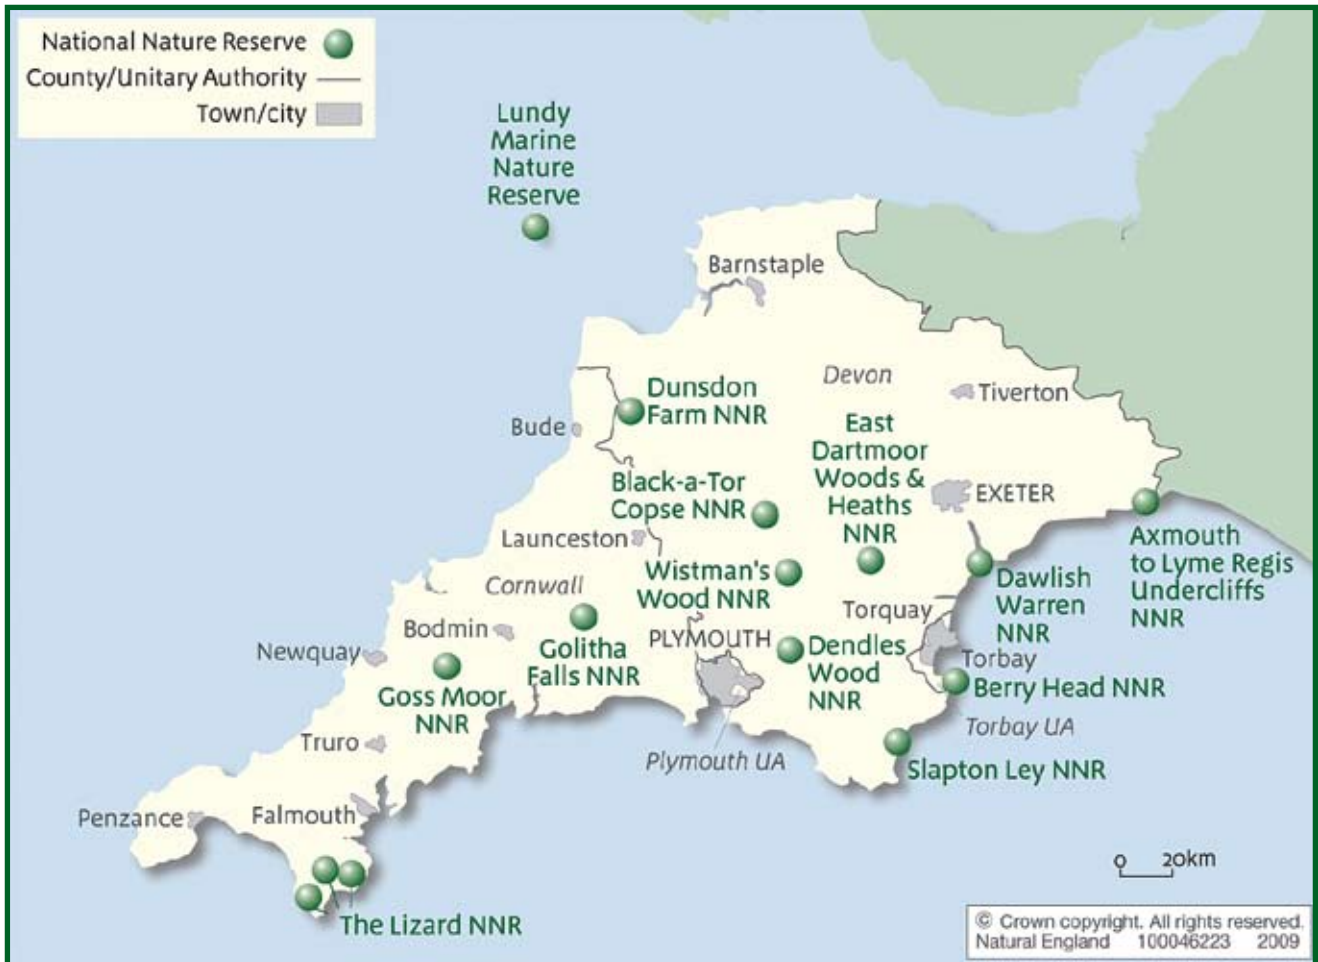 National Nature Reserve
County/Unitary Authority
Town/city
Lundy
Marine
Nature
Reserve
Barnstaple
Devon
Tiverton
Dunsdon
Farm NNR
Bude
East
Dartmoor
Woods &
Heaths
NNR
Black-a-Tor
Copse NNR
EXETER
Launceston
Axmouth
to Lyme Regis
Undercliffs
NNR
Wistman's
Wood NNR
Dawlish
Warren
NNR
Cornwall
Torquay
Bodmin
Golitha
Falls NNR
PLYMOUTH
Dendles
Wood
NNR
Newquay
Torbay
Goss Moor
NNR
Berry Head NNR
Torbay UA
Truro
Plymouth UA
Slapton Ley NNR
Penzance
Falmouth
0 20km
The Lizard NNR
© Crown copyright. All rights reserved.
Natural England 100046223 2009